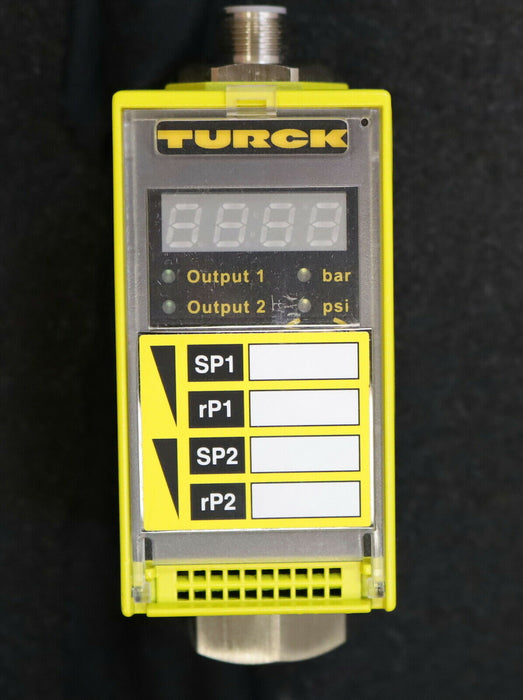 TURCK
Output 1 bar
Output 2 psi
SP1
rP1
SP2
rP2